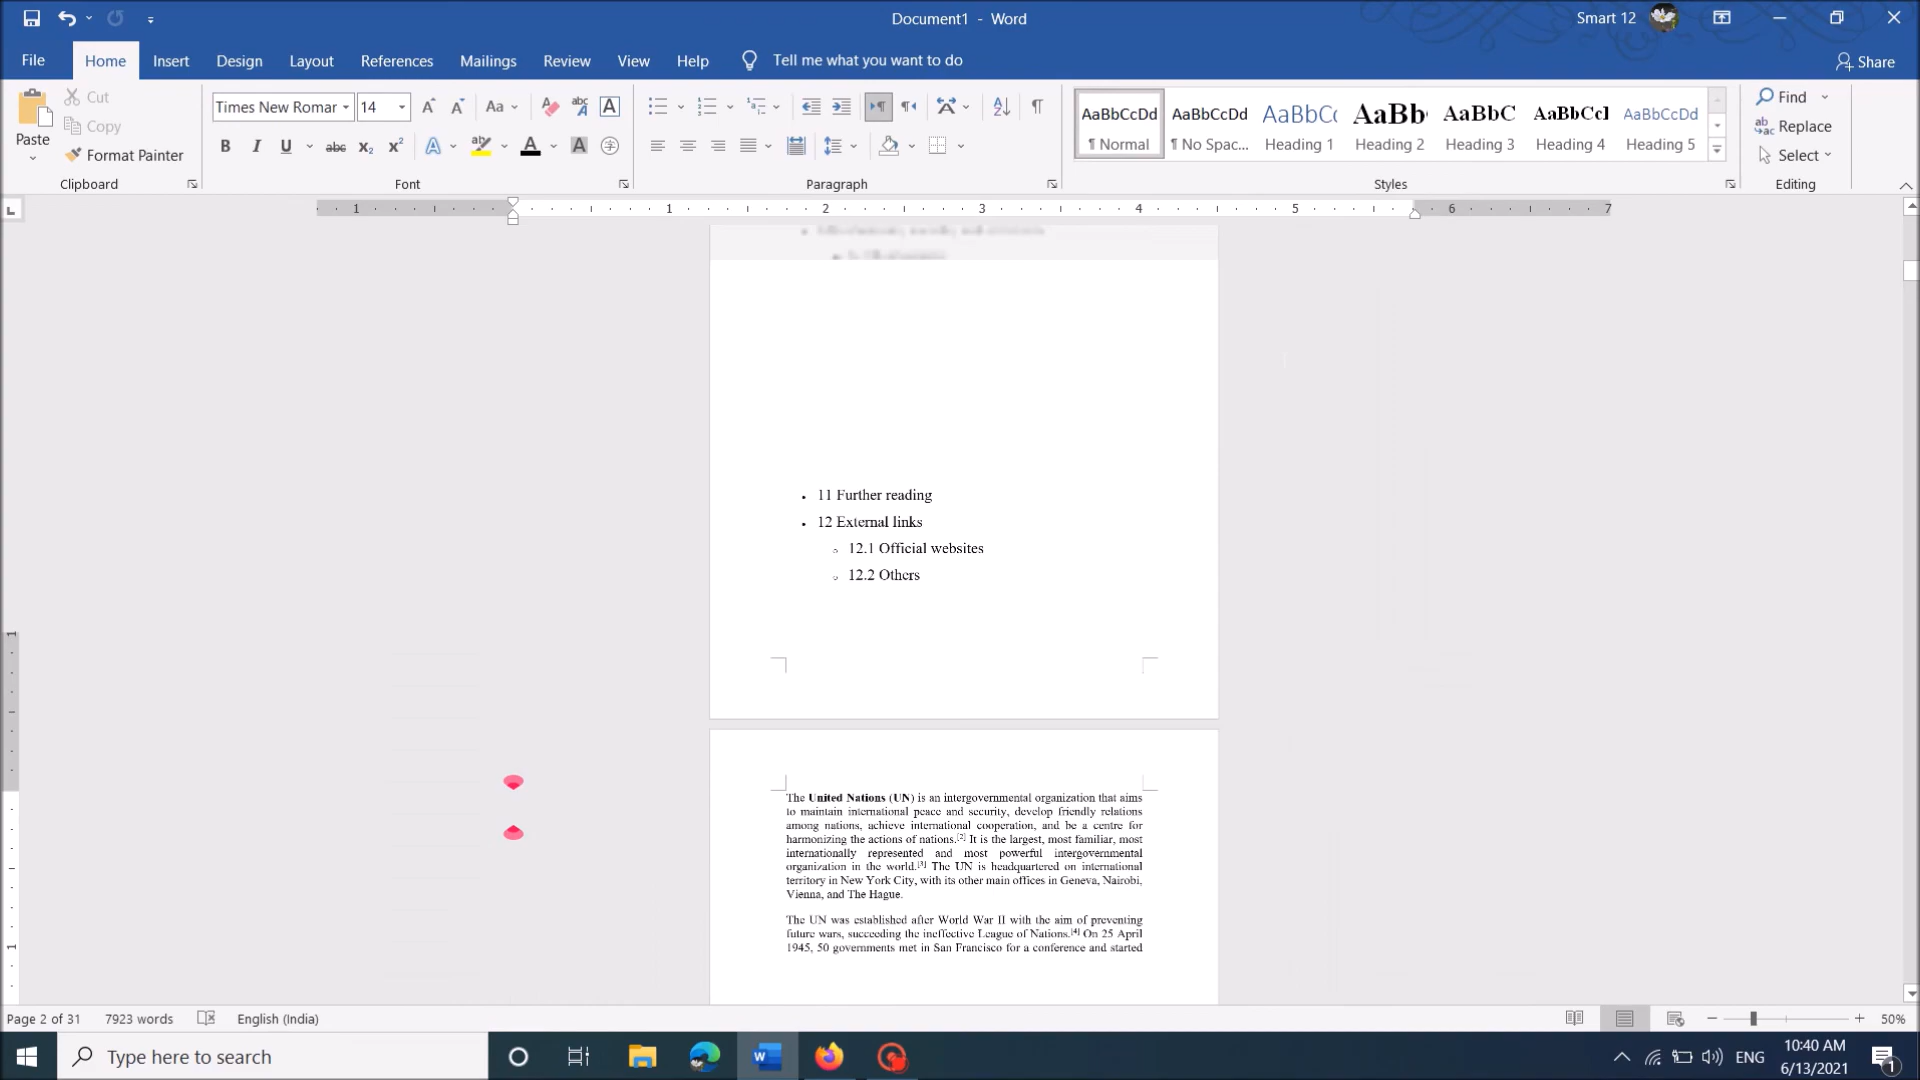 Document1 - Word
Smart 12
File Home Insert Design Layout References Mailings Review View Help Tell me what you want to do
Share
Paste
Cut
Copy
Format Painter
Clipboard
Times New Romar 14
Font
Paragraph
AaBbCcDd AaBbCcDd AaBbCc AaBb AaBbC AaBbCcI AaBbCcDd
¶ Normal ¶ No Spac... Heading 1 Heading 2 Heading 3 Heading 4 Heading 5
Styles
Find
Replace
Select
Editing
1 1 2 3 4 5 6 7
• 11 Further reading
• 12 External links
○ 12.1 Official websites
○ 12.2 Others
The United Nations (UN) is an intergovernmental organization that aims
to maintain international peace and security, develop friendly relations
among nations, achieve international cooperation, and be a centre for
harmonizing the actions of nations.[2] It is the largest, most familiar, most
internationally represented and most powerful intergovernmental
organization in the world.[3] The UN is headquartered on international
territory in New York City, with its other main offices in Geneva, Nairobi,
Vienna, and The Hague.
The UN was established after World War II with the aim of preventing
future wars, succeeding the ineffective League of Nations.[4] On 25 April
1945, 50 governments met in San Francisco for a conference and started
Page 2 of 31 7923 words English (India) 50%
Type here to search
ENG
10:40 AM
6/13/2021
1